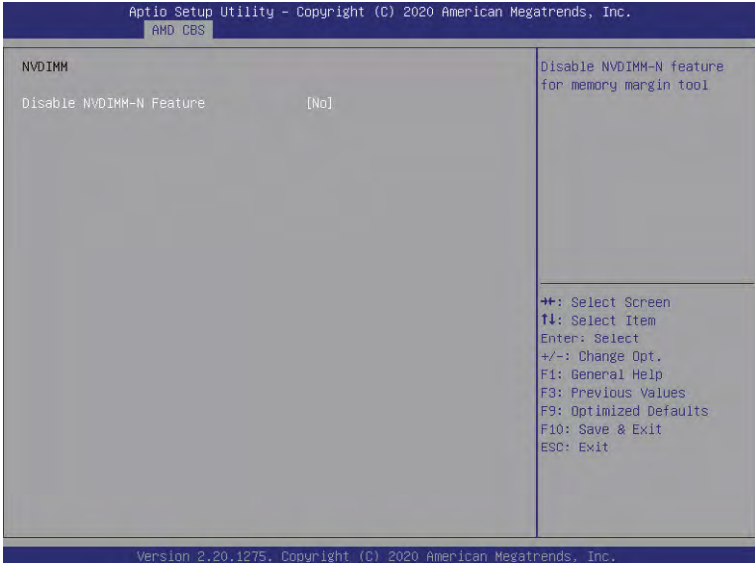 Aptio Setup Utility – Copyright (C) 2020 American Megatrends, Inc.
AMD CBS
NVDIMM
Disable NVDIMM-N Feature [No]
Disable NVDIMM-N feature
for memory margin tool
→←: Select Screen
↑↓: Select Item
Enter: Select
+/-: Change Opt.
F1: General Help
F3: Previous Values
F9: Optimized Defaults
F10: Save & Exit
ESC: Exit
Version 2.20.1275. Copyright (C) 2020 American Megatrends, Inc.